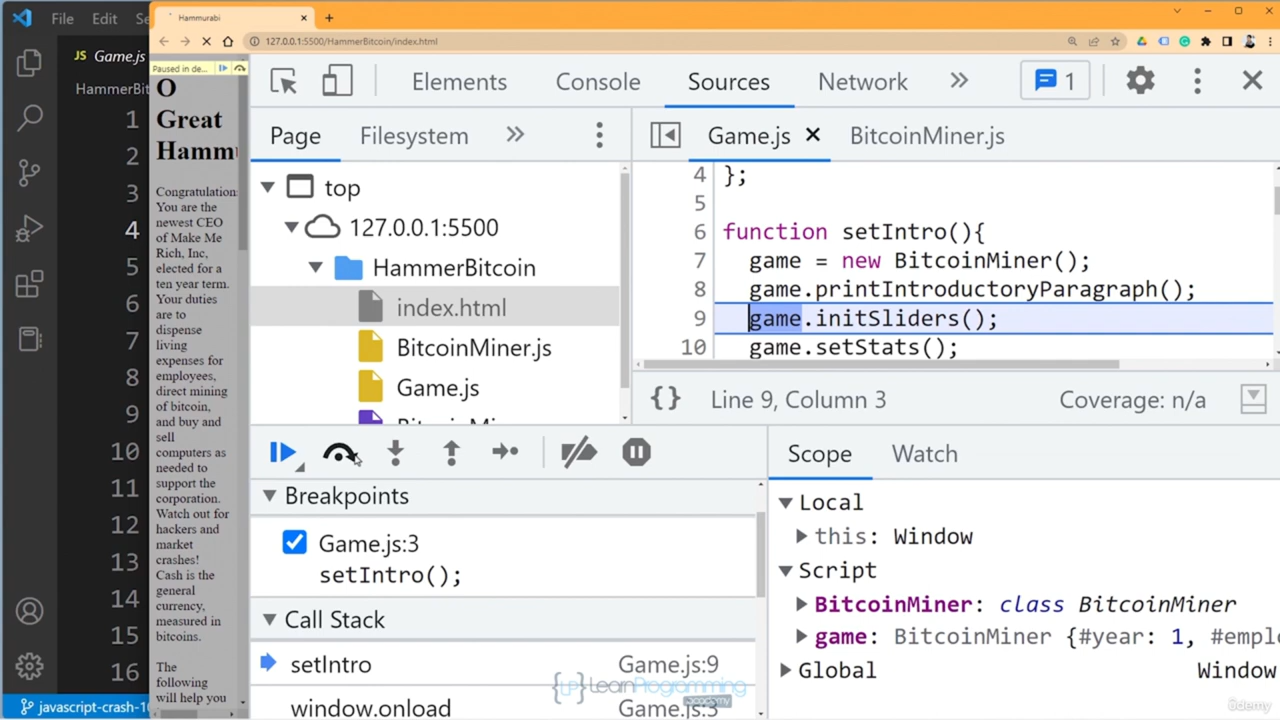 File Edit
Hammurabi
127.0.0.1:5500/HammerBitcoin/index.html
JS Game.js
HammerBit
1
2
3
4
5
6
7
8
9
10
11
12
13
14
15
16
javascript-crash-1
Paused in de...
O
Great
Hammu
Congratulation
You are the
newest CEO
of Make Me
Rich, Inc,
elected for a
ten year term.
Your duties
are to
dispense
living
expenses for
employees,
direct mining
of bitcoin,
and buy and
sell
computers as
needed to
support the
corporation.
Watch out for
hackers and
market
crashes!
Cash is the
general
currency,
measured in
bitcoins.
The
following
will help you
Elements Console Sources Network 1
Page Filesystem
top
127.0.0.1:5500
HammerBitcoin
index.html
BitcoinMiner.js
Game.js
Game.js BitcoinMiner.js
4 };
5
6 function setIntro(){
7 game = new BitcoinMiner();
8 game.printIntroductoryParagraph();
9 game.initSliders();
10 game.setStats();
{} Line 9, Column 3 Coverage: n/a
Breakpoints
Game.js:3
setIntro();
Call Stack
setIntro Game.js:9
window.onload Game.js:3
Scope Watch
Local
this: Window
Script
BitcoinMiner: class BitcoinMiner
game: BitcoinMiner {#year: 1, #empl
Global Window
LP LearnProgramming
academy
ûdemy